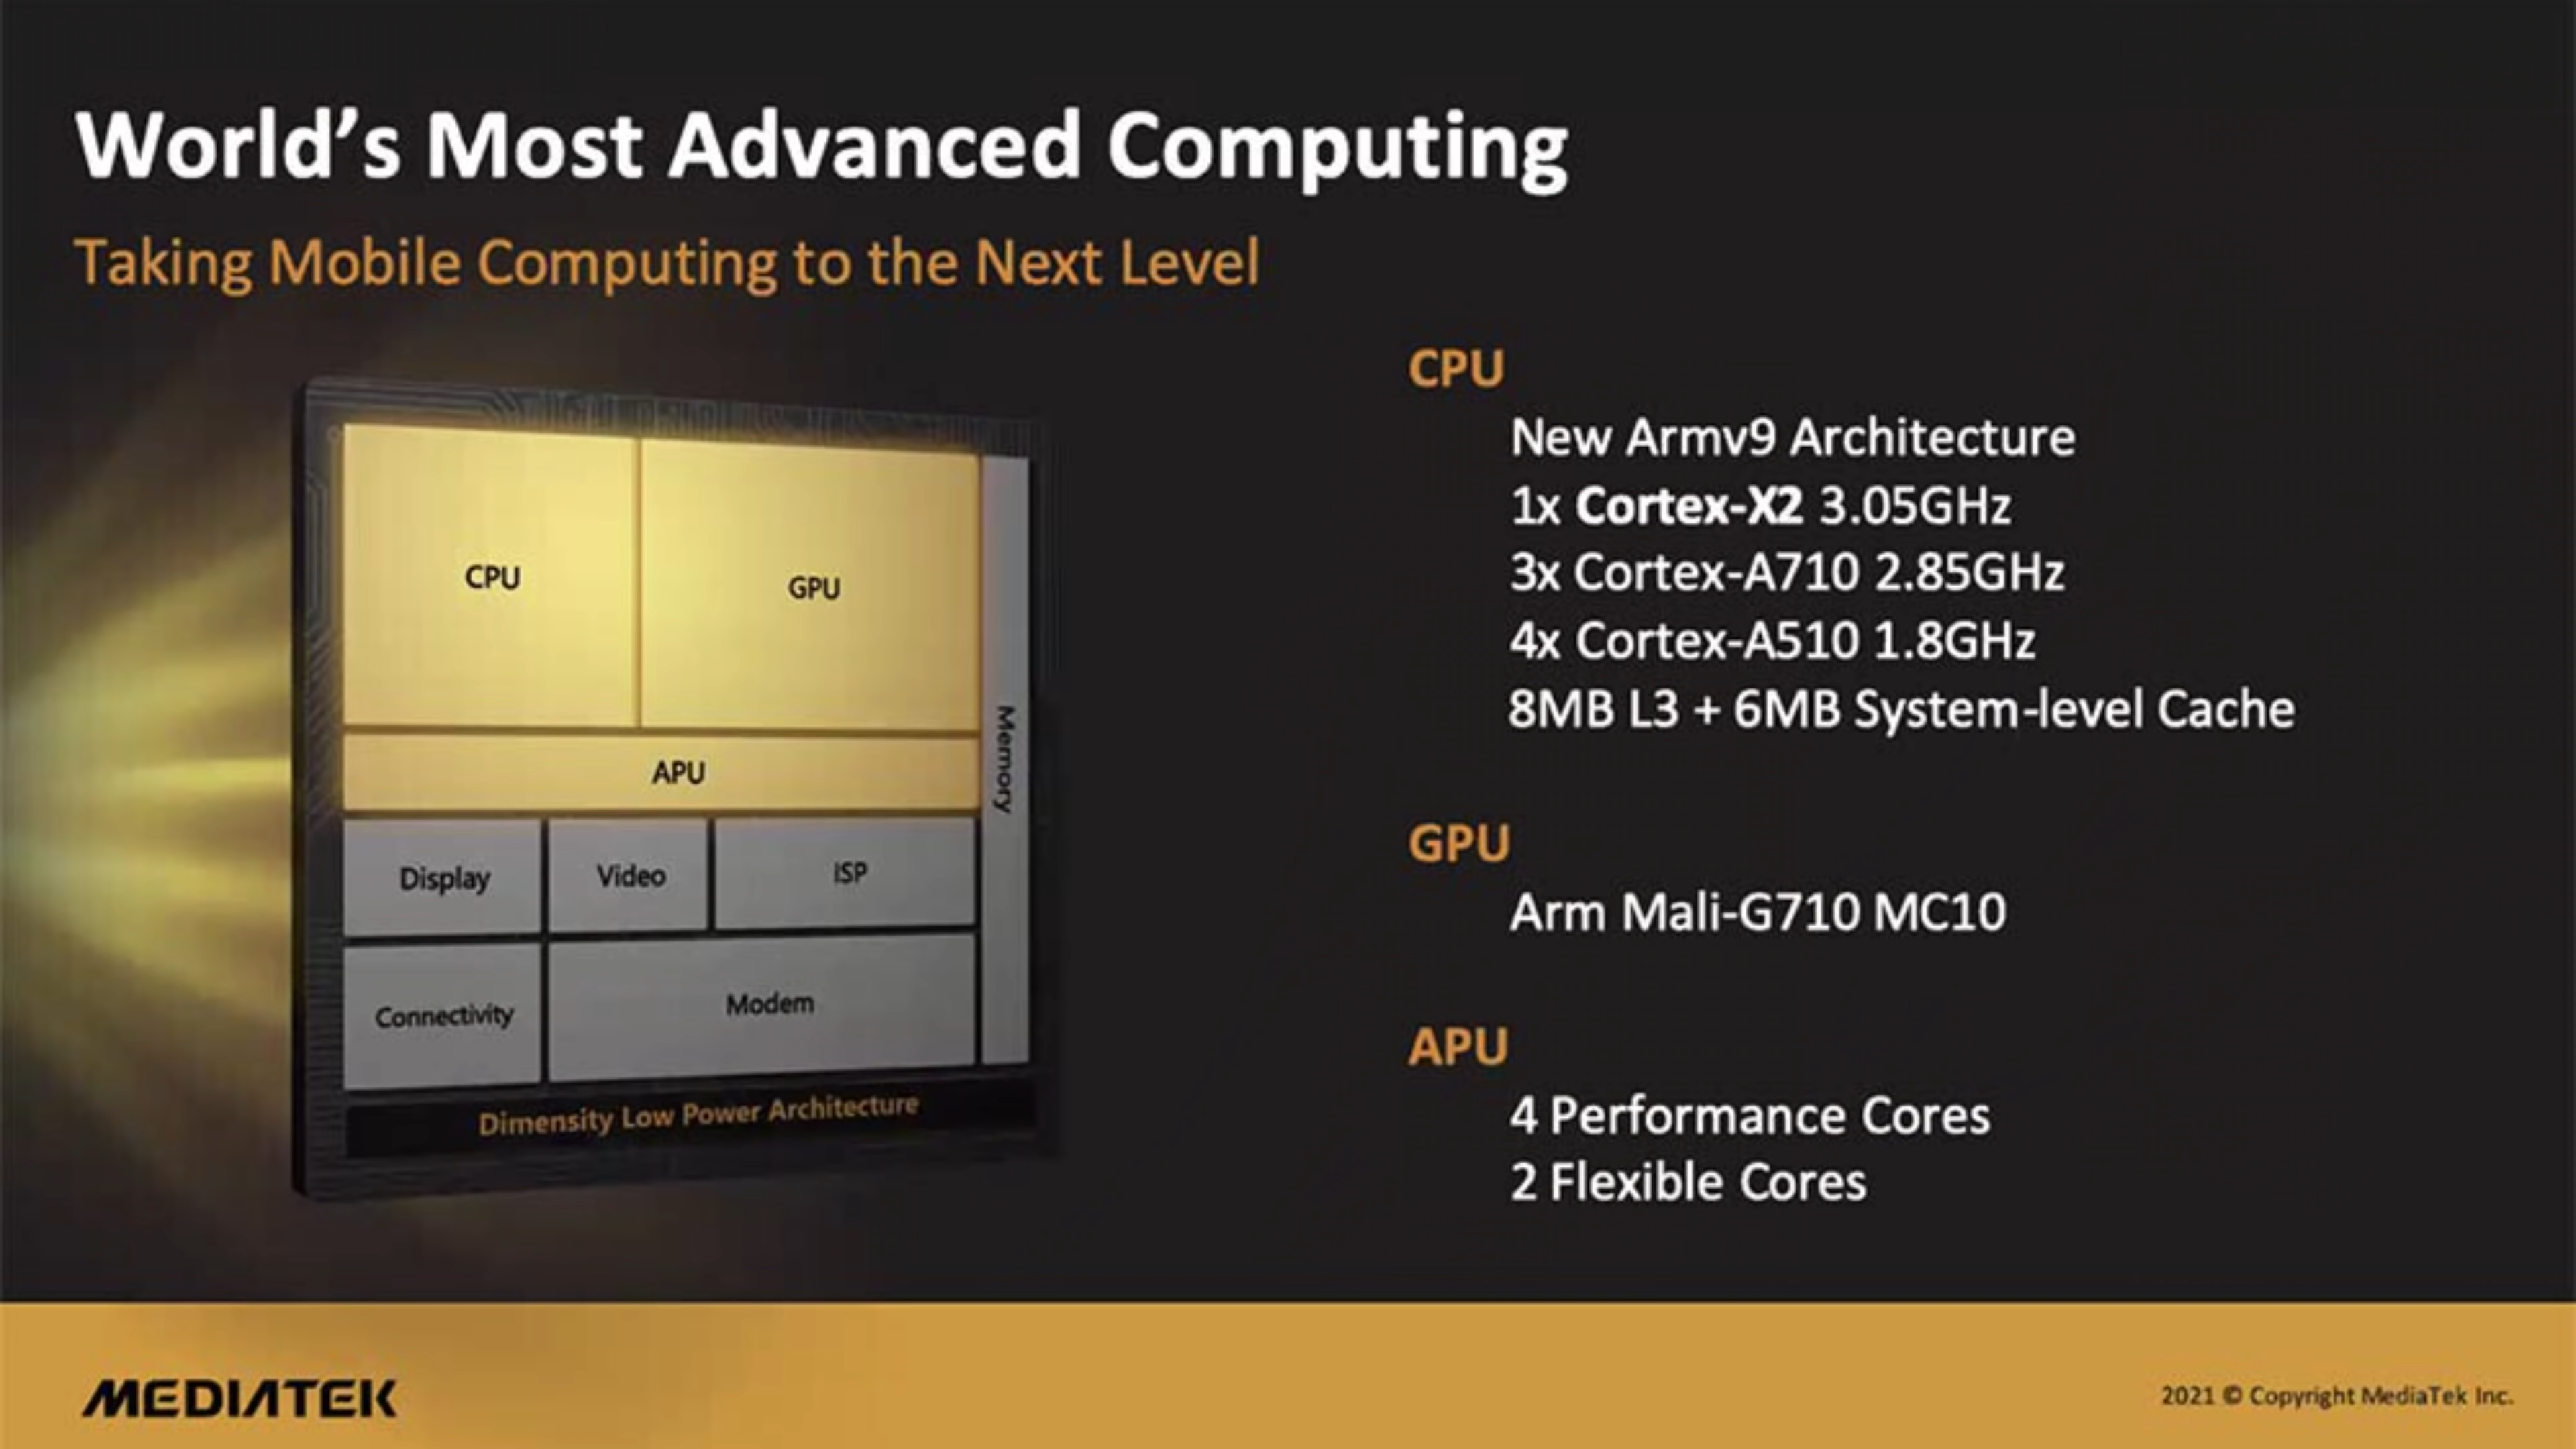 World's Most Advanced Computing
Taking Mobile Computing to the Next Level
CPU
GPU
APU
Memory
Display
Video
ISP
Connectivity
Modem
Dimensity Low Power Architecture
CPU
New Armv9 Architecture
1x Cortex-X2 3.05GHz
3x Cortex-A710 2.85GHz
4x Cortex-A510 1.8GHz
8MB L3 + 6MB System-level Cache
GPU
Arm Mali-G710 MC10
APU
4 Performance Cores
2 Flexible Cores
MEDIATEK
2021 © Copyright MediaTek Inc.